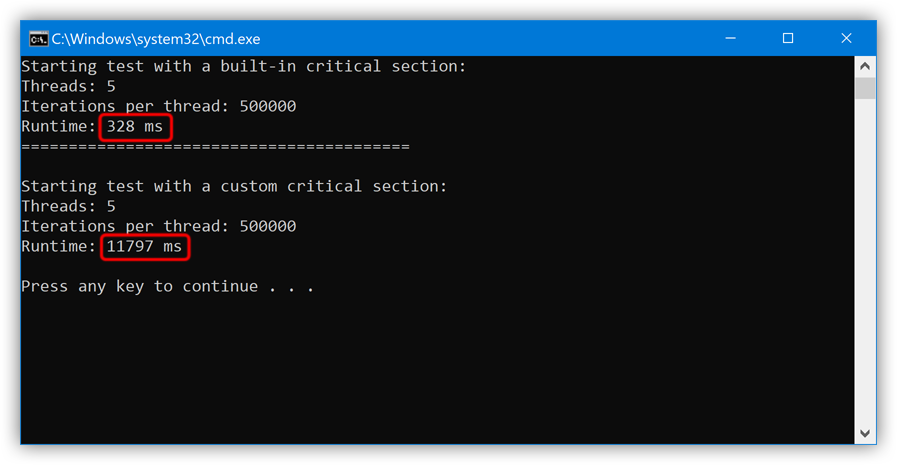 C:\Windows\system32\cmd.exe
Starting test with a built-in critical section:
Threads: 5
Iterations per thread: 500000
Runtime: 328 ms
=========================================
Starting test with a custom critical section:
Threads: 5
Iterations per thread: 500000
Runtime: 11797 ms
Press any key to continue . . .